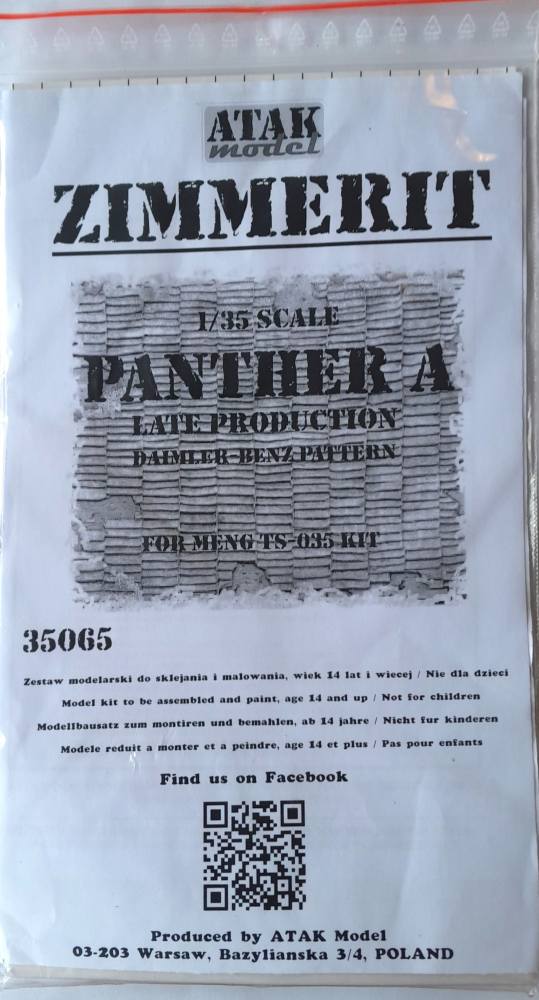 ATAK
model
ZIMMERIT
1/35 SCALE
PANTHER A
LATE PRODUCTION
DAIMLER-BENZ PATTERN
FOR MENG TS-035 KIT
35065
Zestaw modelarski do sklejania i malowania, wiek 14 lat i wiecej / Nie dla dzieci
Model kit to be assembled and paint, age 14 and up / Not for children
Modellbausatz zum montiren und bemahlen, ab 14 jahre / Nicht fur kinderen
Modele reduit a monter et a peindre, age 14 et plus / Pas pour enfants
Find us on Facebook
Produced by ATAK Model
03-203 Warsaw, Bazylianska 3/4, POLAND